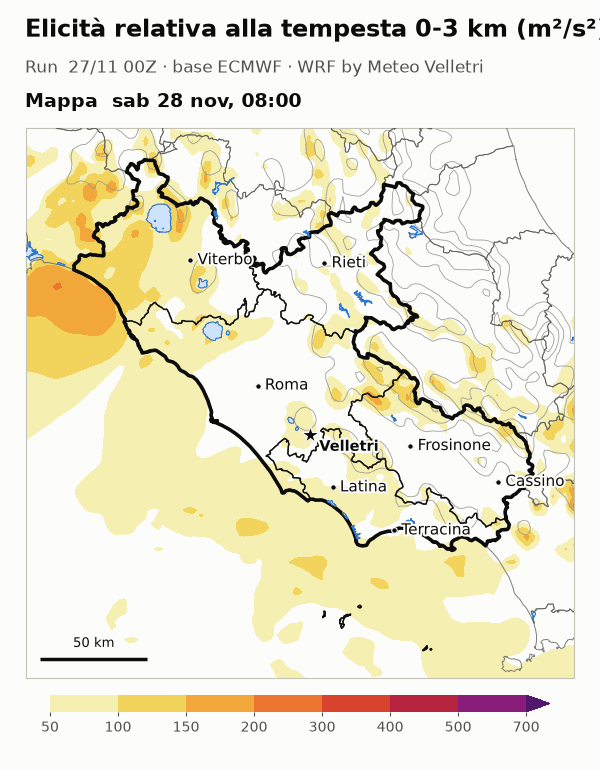 Elicità relativa alla tempesta 0-3 km (m²/s²)
Run 27/11 00Z · base ECMWF · WRF by Meteo Velletri
Mappa sab 28 nov, 08:00
Viterbo
Rieti
Roma
Velletri
Frosinone
Latina
Cassino
Terracina
50 km
50 100 150 200 300 400 500 700